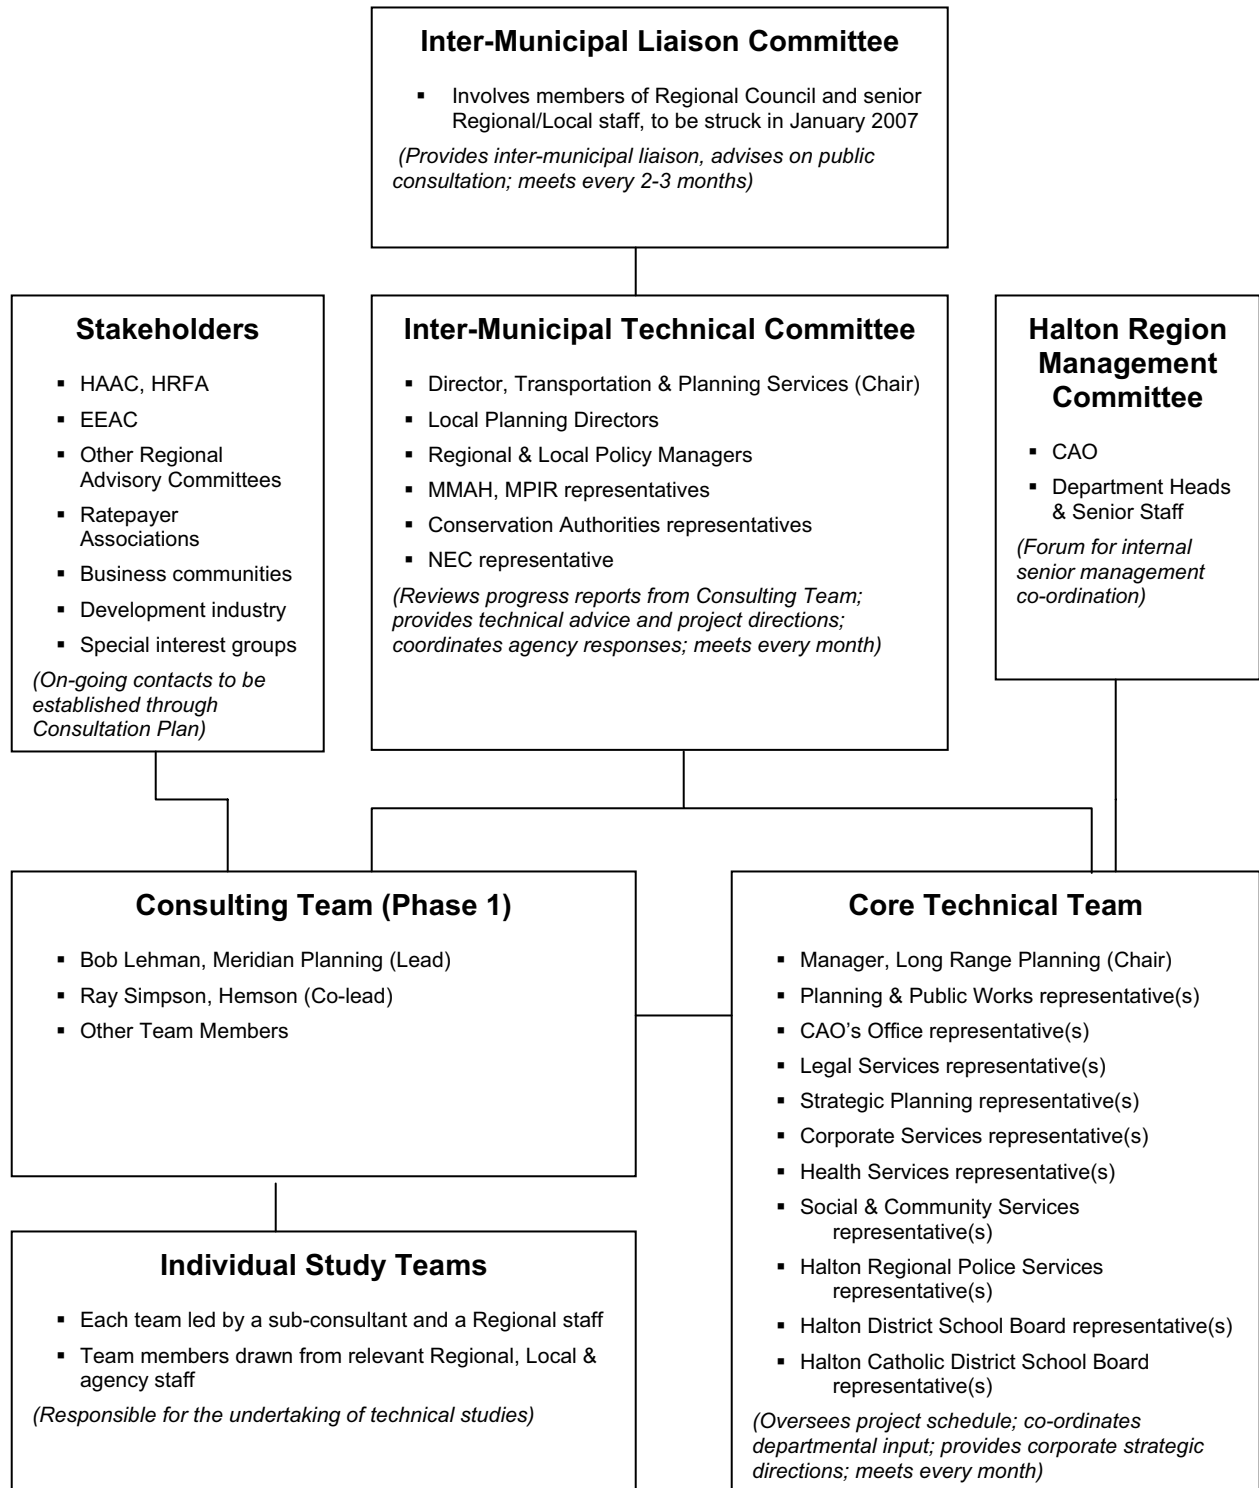 Inter-Municipal Liaison Committee
▪ Involves members of Regional Council and senior
Regional/Local staff, to be struck in January 2007
(Provides inter-municipal liaison, advises on public
consultation; meets every 2-3 months)
Stakeholders
▪ HAAC, HRFA
▪ EEAC
▪ Other Regional
Advisory Committees
▪ Ratepayer
Associations
▪ Business communities
▪ Development industry
▪ Special interest groups
(On-going contacts to be
established through
Consultation Plan)
Inter-Municipal Technical Committee
▪ Director, Transportation & Planning Services (Chair)
▪ Local Planning Directors
▪ Regional & Local Policy Managers
▪ MMAH, MPIR representatives
▪ Conservation Authorities representatives
▪ NEC representative
(Reviews progress reports from Consulting Team;
provides technical advice and project directions;
coordinates agency responses; meets every month)
Halton Region
Management
Committee
▪ CAO
▪ Department Heads
& Senior Staff
(Forum for internal
senior management
co-ordination)
Consulting Team (Phase 1)
▪ Bob Lehman, Meridian Planning (Lead)
▪ Ray Simpson, Hemson (Co-lead)
▪ Other Team Members
Core Technical Team
▪ Manager, Long Range Planning (Chair)
▪ Planning & Public Works representative(s)
▪ CAO’s Office representative(s)
▪ Legal Services representative(s)
▪ Strategic Planning representative(s)
▪ Corporate Services representative(s)
▪ Health Services representative(s)
▪ Social & Community Services
representative(s)
▪ Halton Regional Police Services
representative(s)
▪ Halton District School Board representative(s)
▪ Halton Catholic District School Board
representative(s)
(Oversees project schedule; co-ordinates
departmental input; provides corporate strategic
directions; meets every month)
Individual Study Teams
▪ Each team led by a sub-consultant and a Regional staff
▪ Team members drawn from relevant Regional, Local &
agency staff
(Responsible for the undertaking of technical studies)